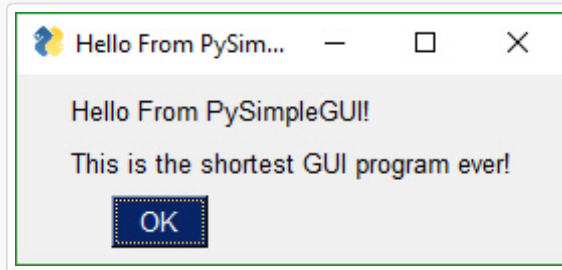 Hello From PySim...
Hello From PySimpleGUI!
This is the shortest GUI program ever!
OK